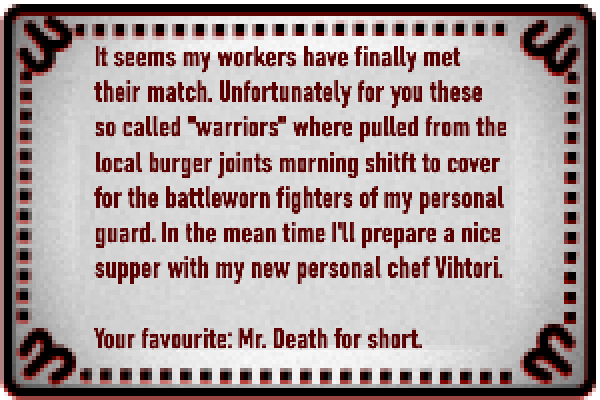 It seems my workers have finally met
their match. Unfortunately for you these
so called "warriors" where pulled from the
local burger joints morning shitft to cover
for the battleworn fighters of my personal
guard. In the mean time I'll prepare a nice
supper with my new personal chef Vihtori.
Your favourite: Mr. Death for short.